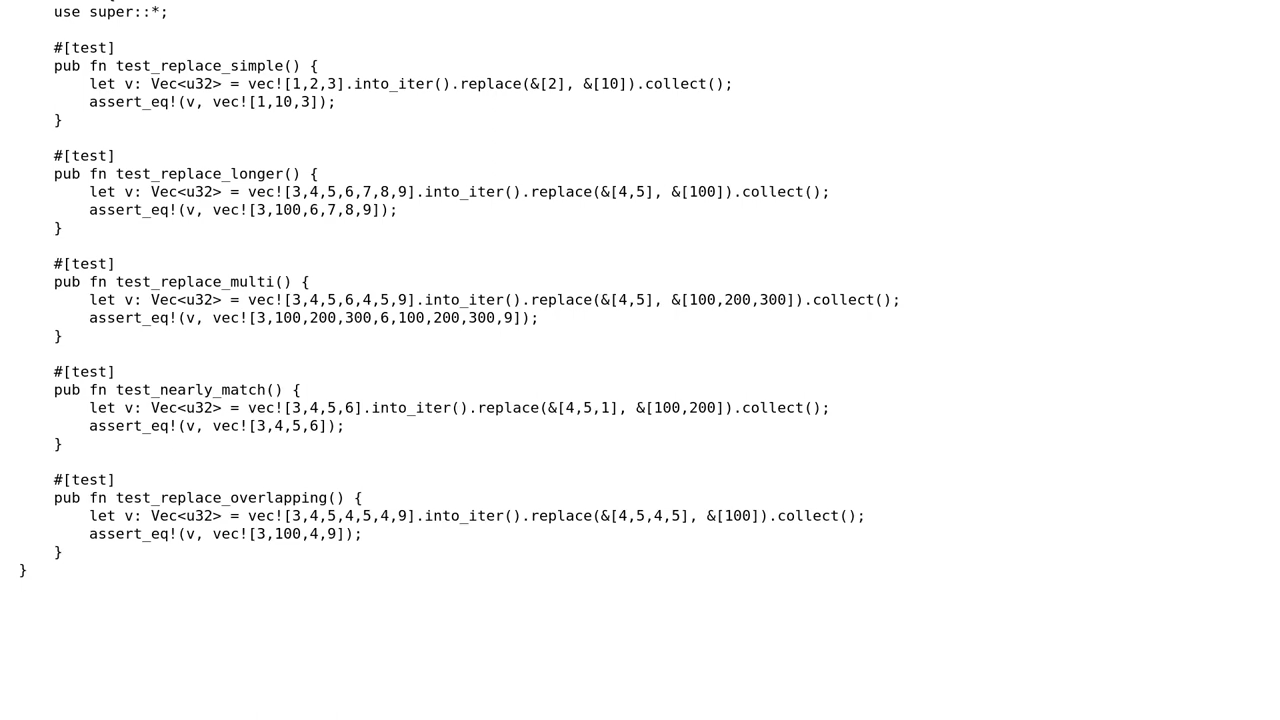 use super::*;

    #[test]
    pub fn test_replace_simple() {
        let v: Vec<u32> = vec![1,2,3].into_iter().replace(&[2], &[10]).collect();
        assert_eq!(v, vec![1,10,3]);
    }

    #[test]
    pub fn test_replace_longer() {
        let v: Vec<u32> = vec![3,4,5,6,7,8,9].into_iter().replace(&[4,5], &[100]).collect();
        assert_eq!(v, vec![3,100,6,7,8,9]);
    }

    #[test]
    pub fn test_replace_multi() {
        let v: Vec<u32> = vec![3,4,5,6,4,5,9].into_iter().replace(&[4,5], &[100,200,300]).collect();
        assert_eq!(v, vec![3,100,200,300,6,100,200,300,9]);
    }

    #[test]
    pub fn test_nearly_match() {
        let v: Vec<u32> = vec![3,4,5,6].into_iter().replace(&[4,5,1], &[100,200]).collect();
        assert_eq!(v, vec![3,4,5,6]);
    }

    #[test]
    pub fn test_replace_overlapping() {
        let v: Vec<u32> = vec![3,4,5,4,5,4,9].into_iter().replace(&[4,5,4,5], &[100]).collect();
        assert_eq!(v, vec![3,100,4,9]);
    }
}